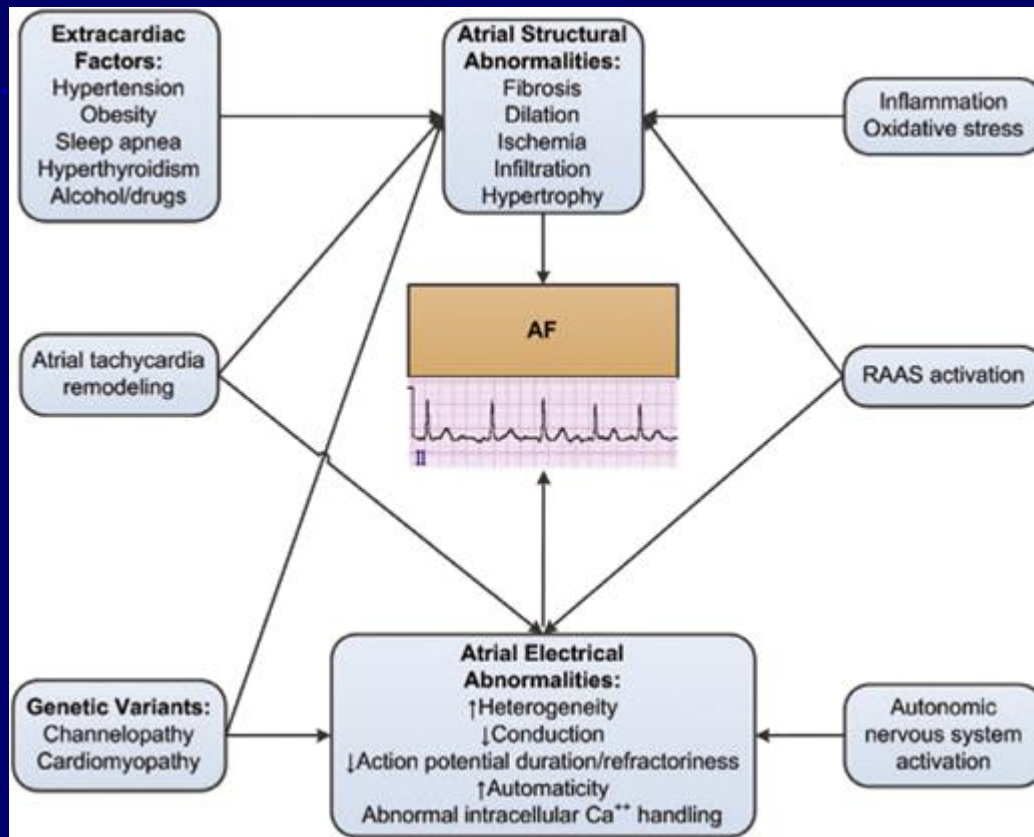 Extracardiac
Factors:
Hypertension
Obesity
Sleep apnea
Hyperthyroidism
Alcohol/drugs
Atrial Structural
Abnormalities:
Fibrosis
Dilation
Ischemia
Infiltration
Hypertrophy
Inflammation
Oxidative stress
AF
II
Atrial tachycardia
remodeling
RAAS activation
Genetic Variants:
Channelopathy
Cardiomyopathy
Atrial Electrical
Abnormalities:
↑Heterogeneity
↓Conduction
↓Action potential duration/refractoriness
↑Automaticity
Abnormal intracellular Ca⁺⁺ handling
Autonomic
nervous system
activation